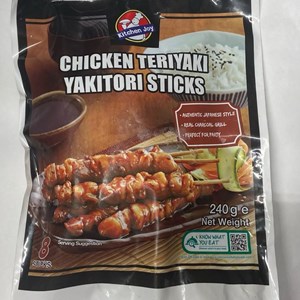 Kitchen Joy
CHICKEN TERIYAKI
YAKITORI STICKS
• AUTHENTIC JAPANESE STYLE
• REAL CHARCOAL GRILL
• PERFECT FOR PARTY
240g e
Net Weight
I KNOW WHAT
YOU EAT
8
Serving Suggestion